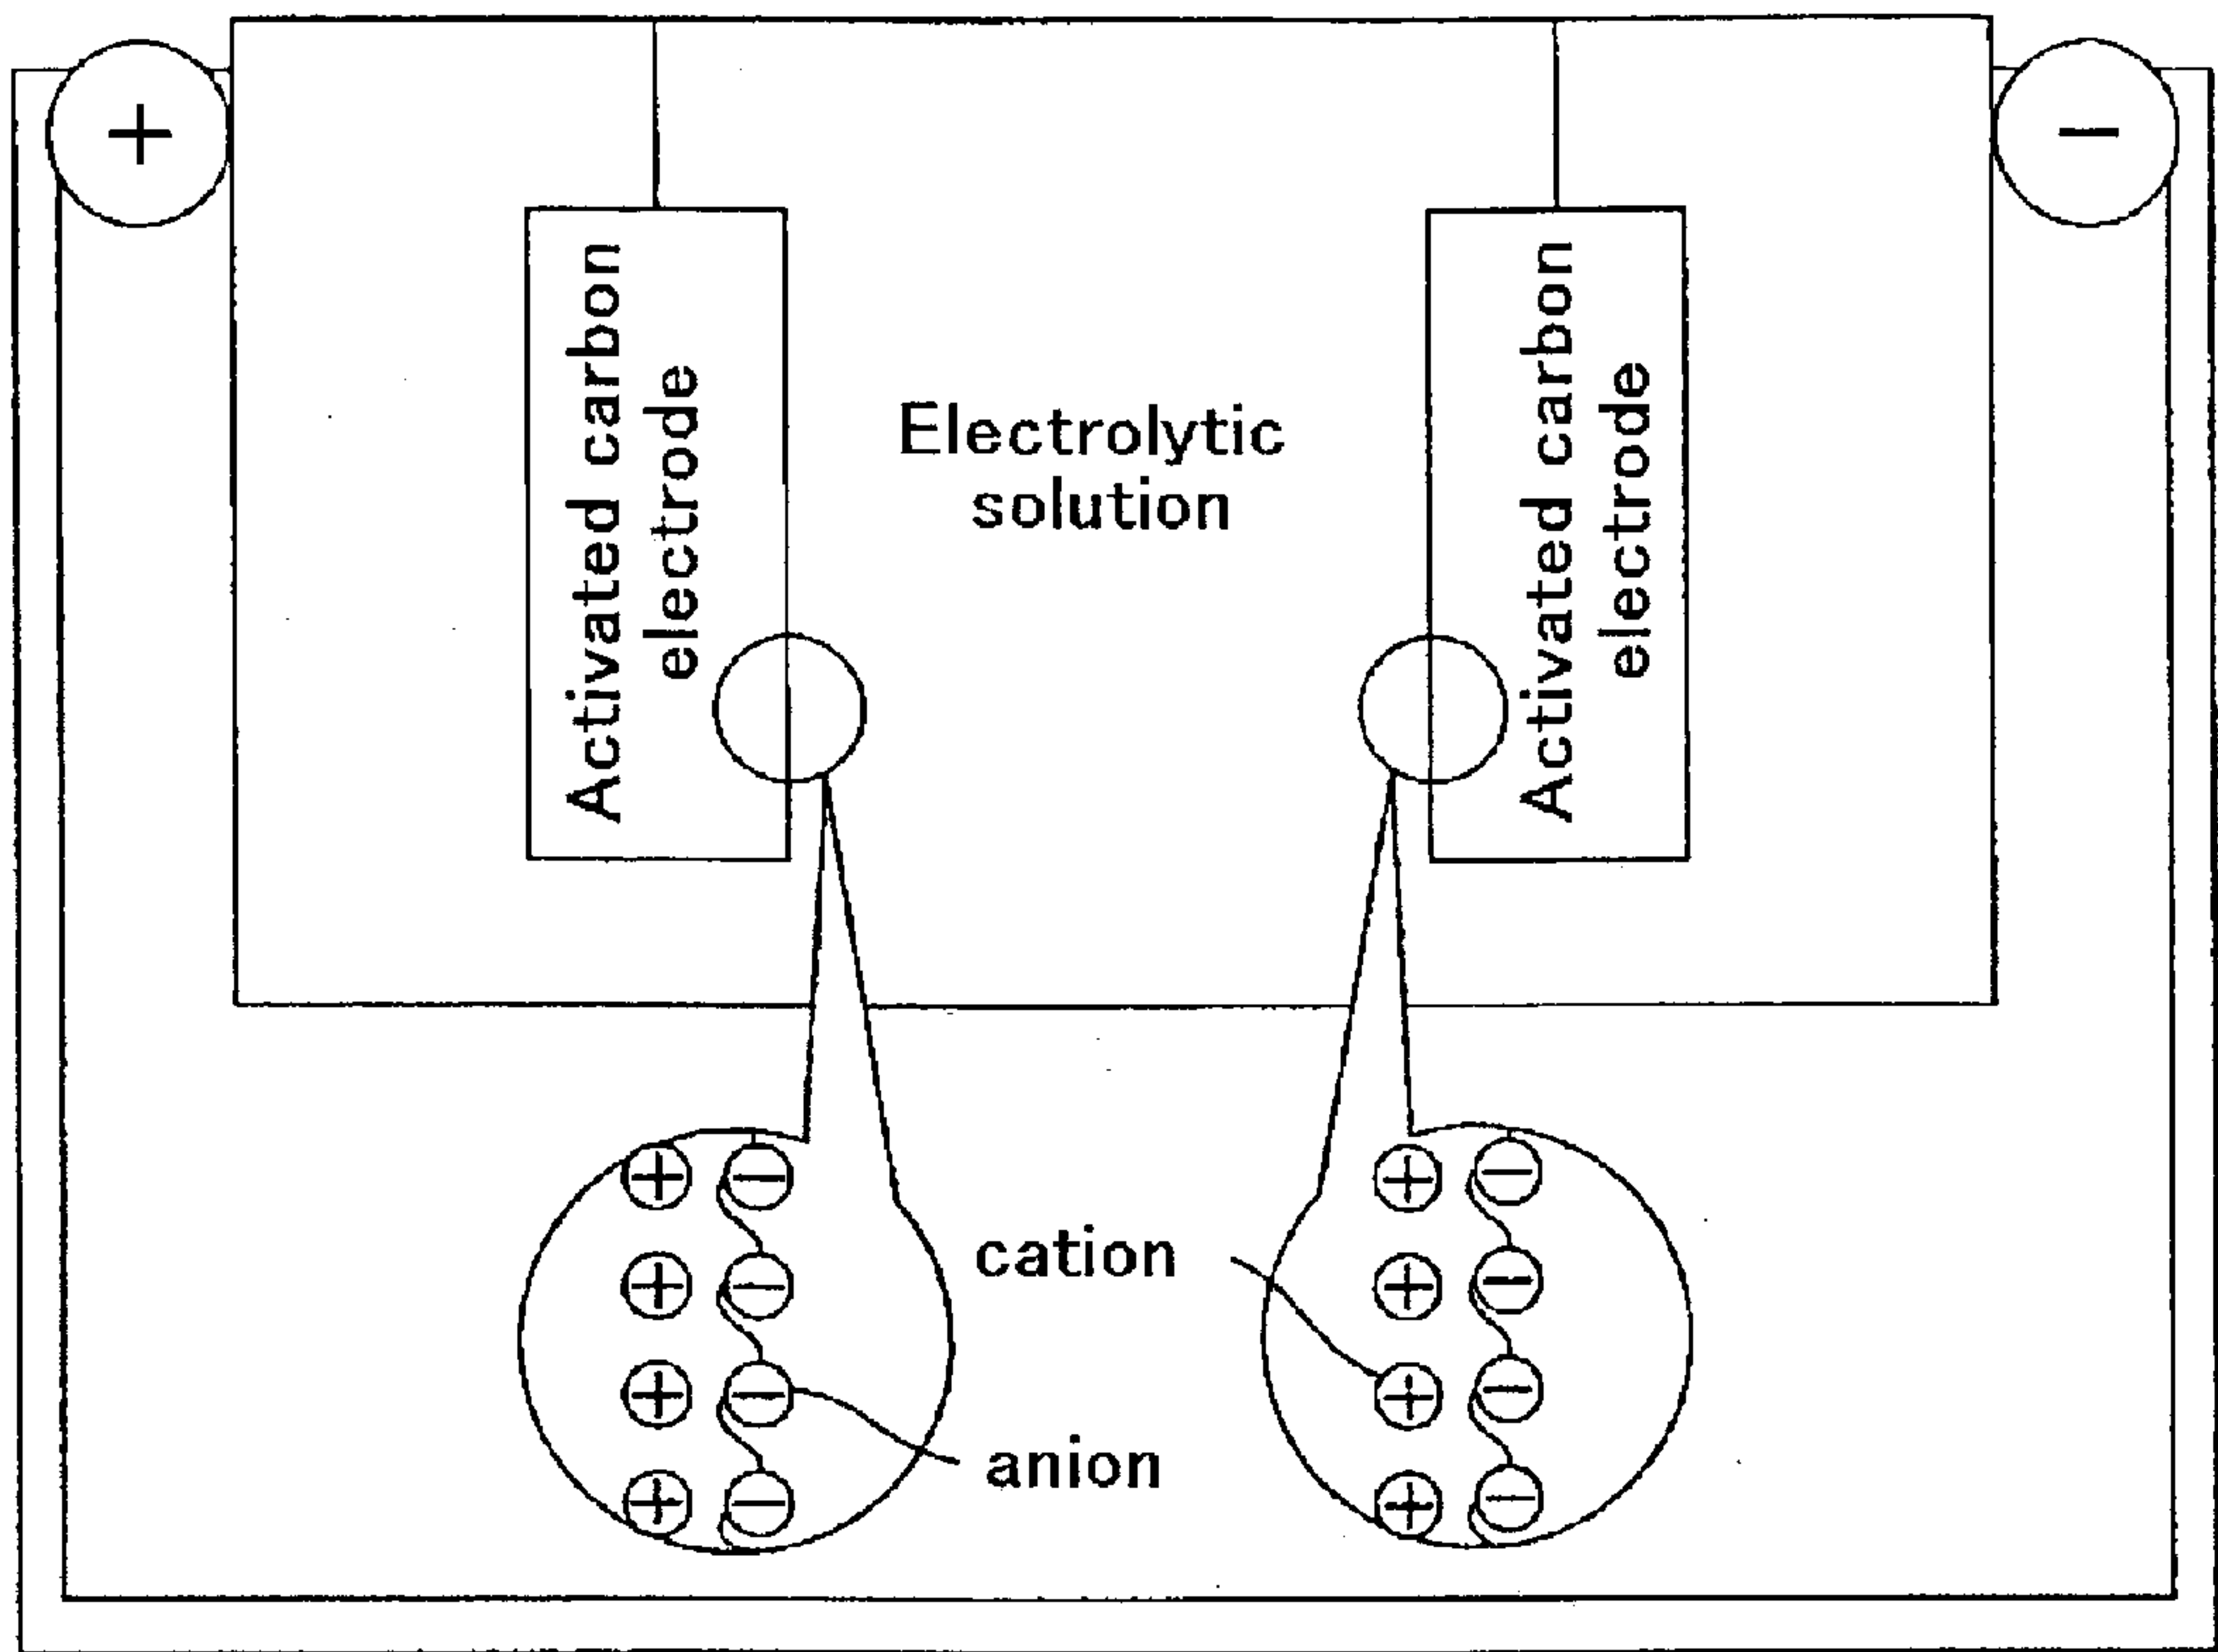 +
−
Activated carbon
electrode
Electrolytic
solution
Activated carbon
electrode
cation
anion